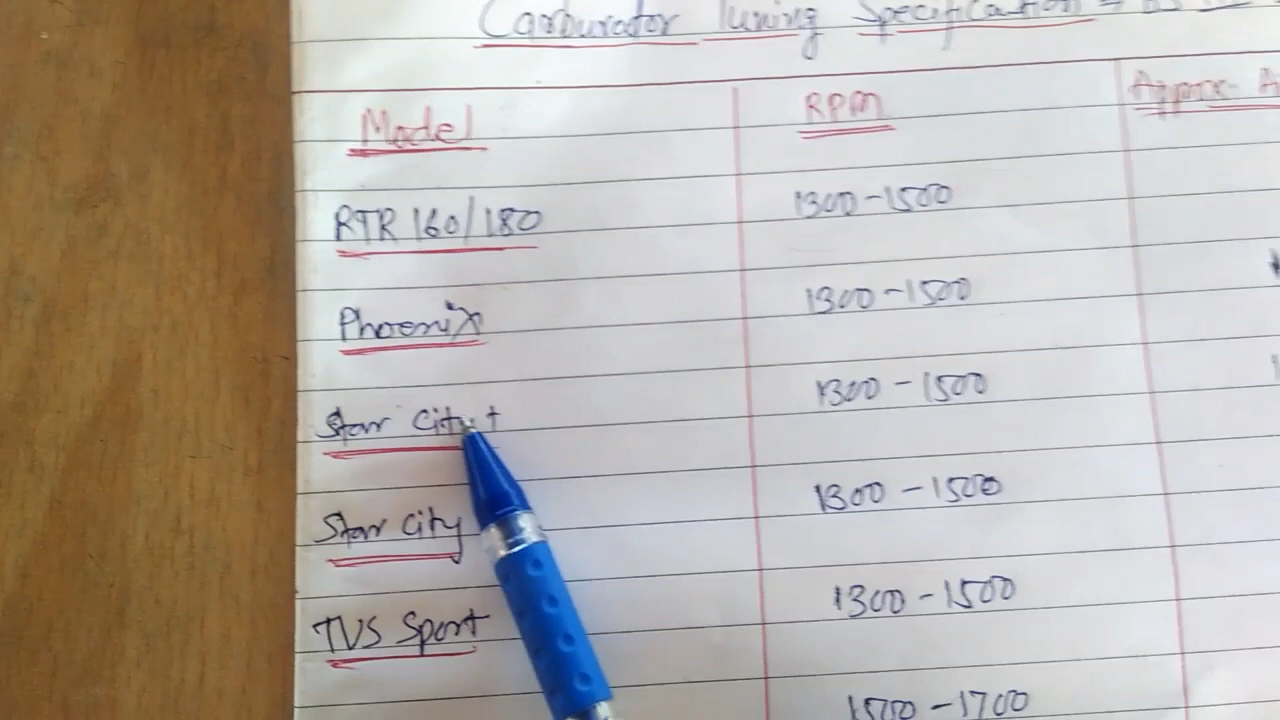 Carburator Tuning Specification
Model RPM Approx-
RTR 160/180 1300-1500
Phoenix 1300-1500
Star City+ 1300-1500
Star City 1300-1500
TVS Sport 1300-1500
1500-1700